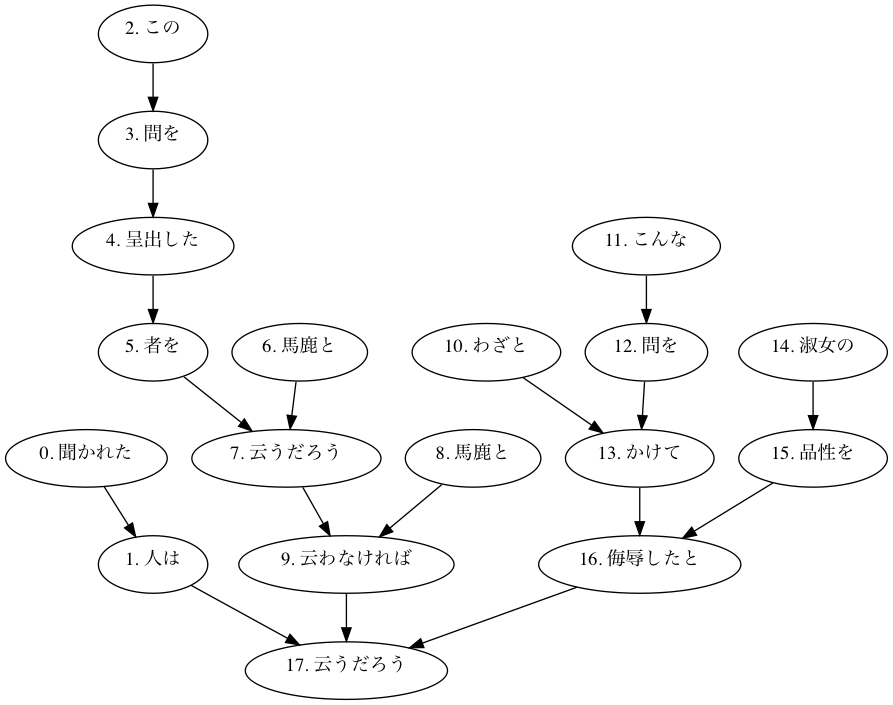 2. この
3. 問を
4. 呈出した
11. こんな
5. 者を
6. 馬鹿と
10. わざと
12. 問を
14. 淑女の
0. 聞かれた
7. 云うだろう
8. 馬鹿と
13. かけて
15. 品性を
1. 人は
9. 云わなければ
16. 侮辱したと
17. 云うだろう